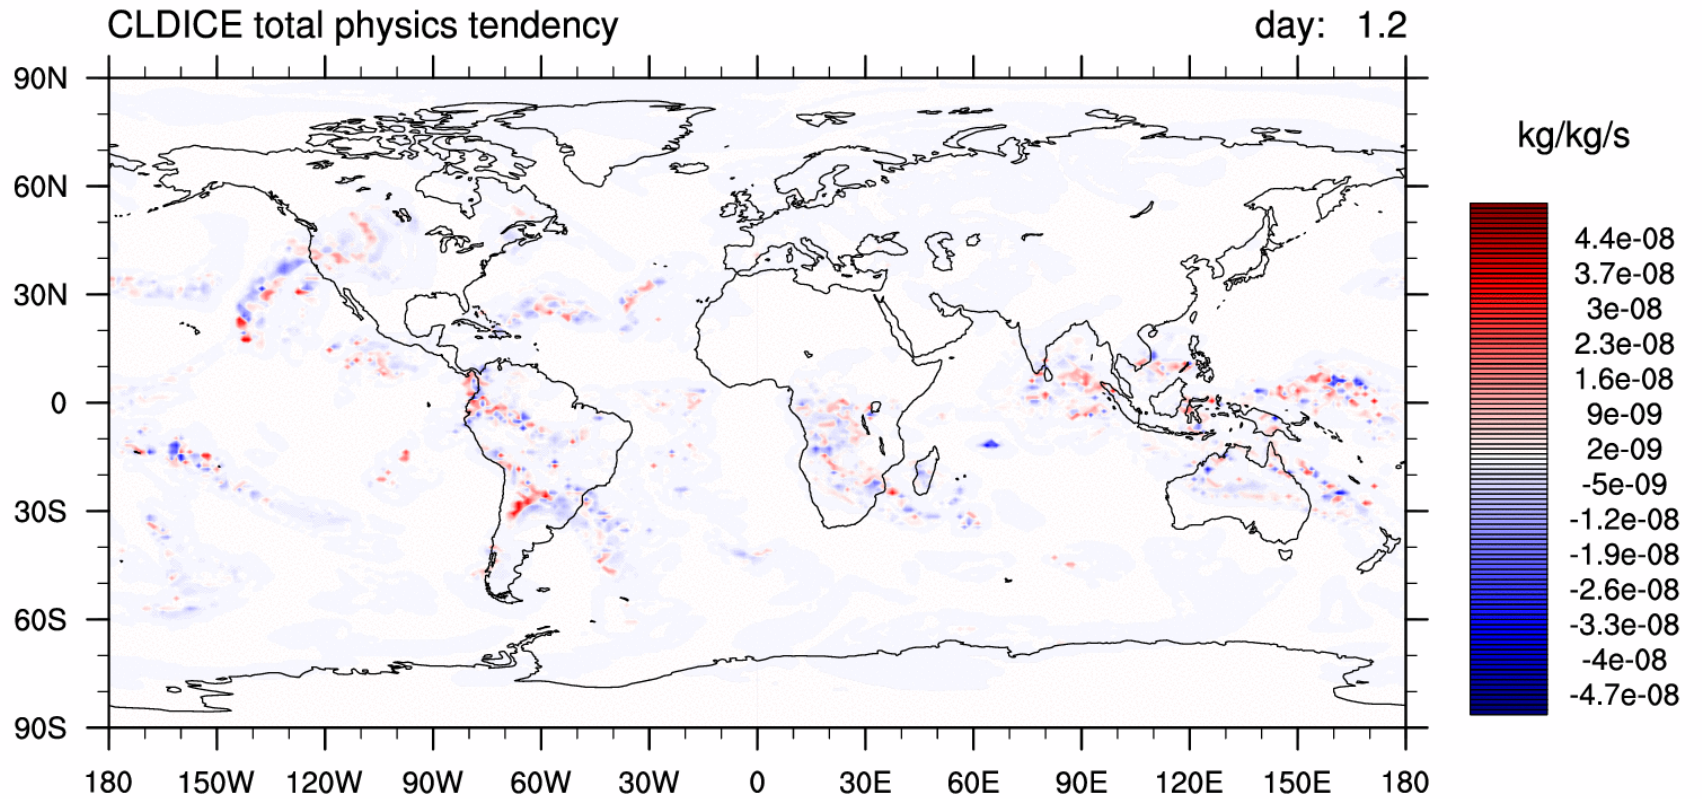 CLDICE total physics tendency
day: 1.2
90N
60N
30N
0
30S
60S
90S
180 150W 120W 90W 60W 30W 0 30E 60E 90E 120E 150E 180
kg/kg/s
4.4e-08
3.7e-08
3e-08
2.3e-08
1.6e-08
9e-09
2e-09
-5e-09
-1.2e-08
-1.9e-08
-2.6e-08
-3.3e-08
-4e-08
-4.7e-08